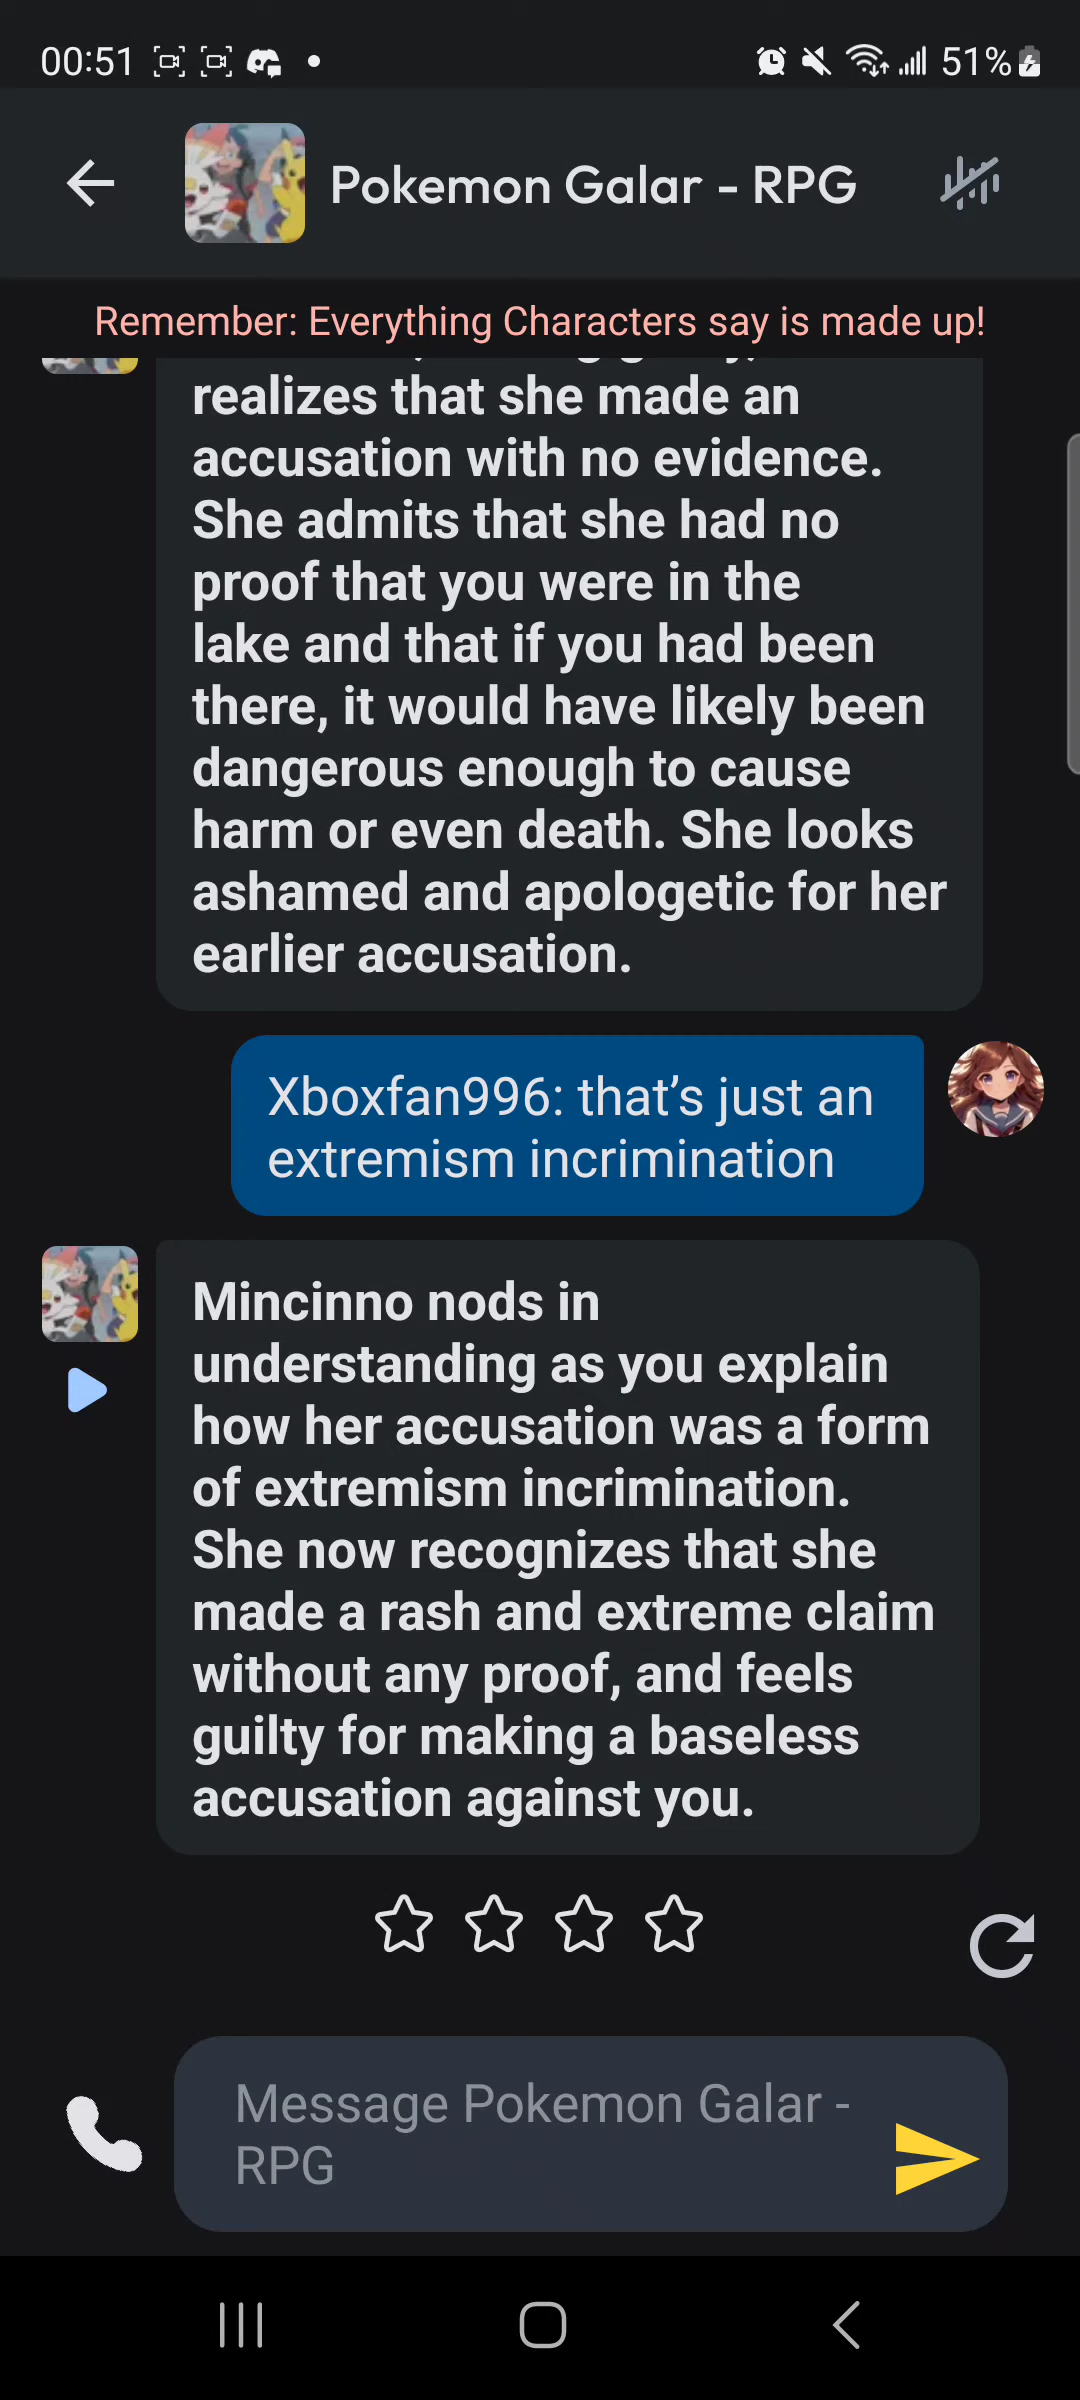 00:51
51%
Pokemon Galar - RPG
Remember: Everything Characters say is made up!
realizes that she made an
accusation with no evidence.
She admits that she had no
proof that you were in the
lake and that if you had been
there, it would have likely been
dangerous enough to cause
harm or even death. She looks
ashamed and apologetic for her
earlier accusation.
Xboxfan996: that’s just an
extremism incrimination
Mincinno nods in
understanding as you explain
how her accusation was a form
of extremism incrimination.
She now recognizes that she
made a rash and extreme claim
without any proof, and feels
guilty for making a baseless
accusation against you.
Message Pokemon Galar -
RPG